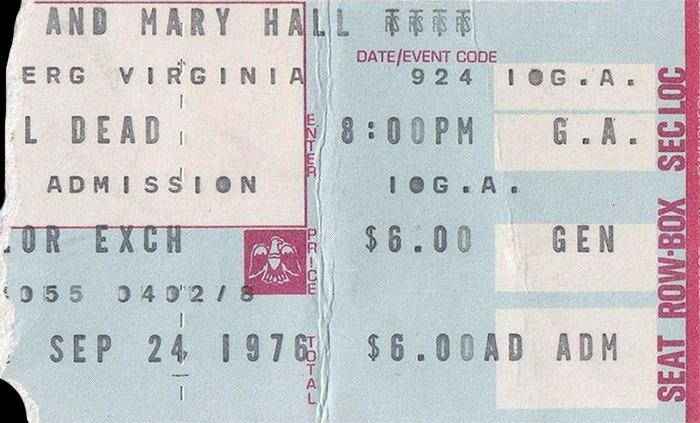 AND MARY HALL
DATE/EVENT CODE
ERG VIRGINIA 924 10G.A.
L DEAD 8:00PM G.A.
ADMISSION 10G.A.
OR EXCH $6.00 GEN
055 0402/8
SEP 24 1976 $6.00AD ADM
ENTER
PRICE
TOTAL
SEAT ROW-BOX SEC LOC